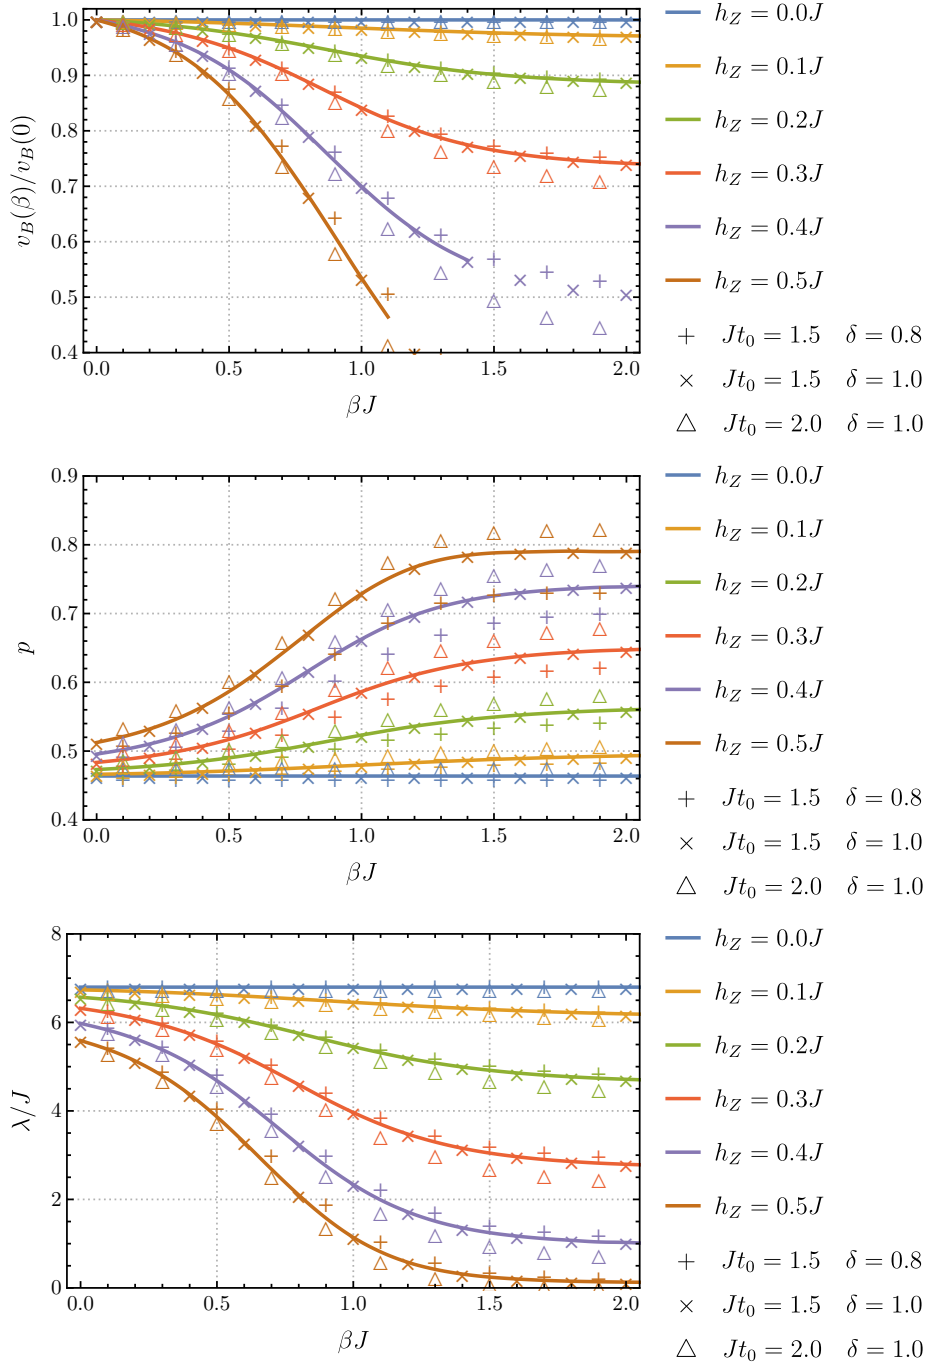 1.0
0.9
0.8
0.7
0.6
0.5
0.4
v_B(β)/v_B(0)
0.0 0.5 1.0 1.5 2.0
βJ
h_Z = 0.0J
h_Z = 0.1J
h_Z = 0.2J
h_Z = 0.3J
h_Z = 0.4J
h_Z = 0.5J
+ Jt_0 = 1.5 δ = 0.8
× Jt_0 = 1.5 δ = 1.0
△ Jt_0 = 2.0 δ = 1.0
0.9
0.8
0.7
0.6
0.5
0.4
p
0.0 0.5 1.0 1.5 2.0
βJ
h_Z = 0.0J
h_Z = 0.1J
h_Z = 0.2J
h_Z = 0.3J
h_Z = 0.4J
h_Z = 0.5J
+ Jt_0 = 1.5 δ = 0.8
× Jt_0 = 1.5 δ = 1.0
△ Jt_0 = 2.0 δ = 1.0
8
6
4
2
0
λ/J
0.0 0.5 1.0 1.5 2.0
βJ
h_Z = 0.0J
h_Z = 0.1J
h_Z = 0.2J
h_Z = 0.3J
h_Z = 0.4J
h_Z = 0.5J
+ Jt_0 = 1.5 δ = 0.8
× Jt_0 = 1.5 δ = 1.0
△ Jt_0 = 2.0 δ = 1.0